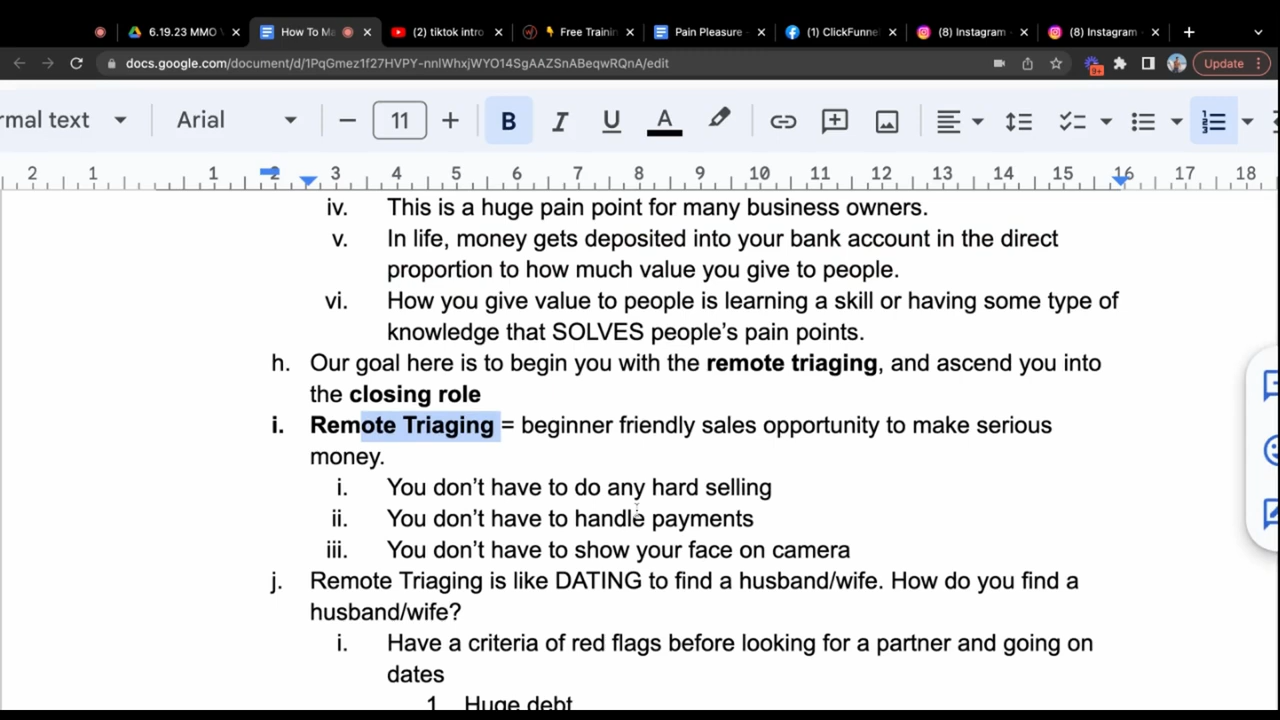 6.19.23 MMO
How To Ma
(2) tiktok intro
Free Trainin
Pain Pleasure
(1) ClickFunnel
(8) Instagram
(8) Instagram
docs.google.com/document/d/1PqGmez1f27HVPY-nnlWhxjWYO14SgAAZSnABeqwRQnA/edit
9+
Update
rmal text
Arial
11
B I U A
2 1 1 2 3 4 5 6 7 8 9 10 11 12 13 14 15 16 17 18
iv. This is a huge pain point for many business owners.
v. In life, money gets deposited into your bank account in the direct
proportion to how much value you give to people.
vi. How you give value to people is learning a skill or having some type of
knowledge that SOLVES people’s pain points.
h. Our goal here is to begin you with the remote triaging, and ascend you into
the closing role
i. Remote Triaging = beginner friendly sales opportunity to make serious
money.
i. You don’t have to do any hard selling
ii. You don’t have to handle payments
iii. You don’t have to show your face on camera
j. Remote Triaging is like DATING to find a husband/wife. How do you find a
husband/wife?
i. Have a criteria of red flags before looking for a partner and going on
dates
1. Huge debt